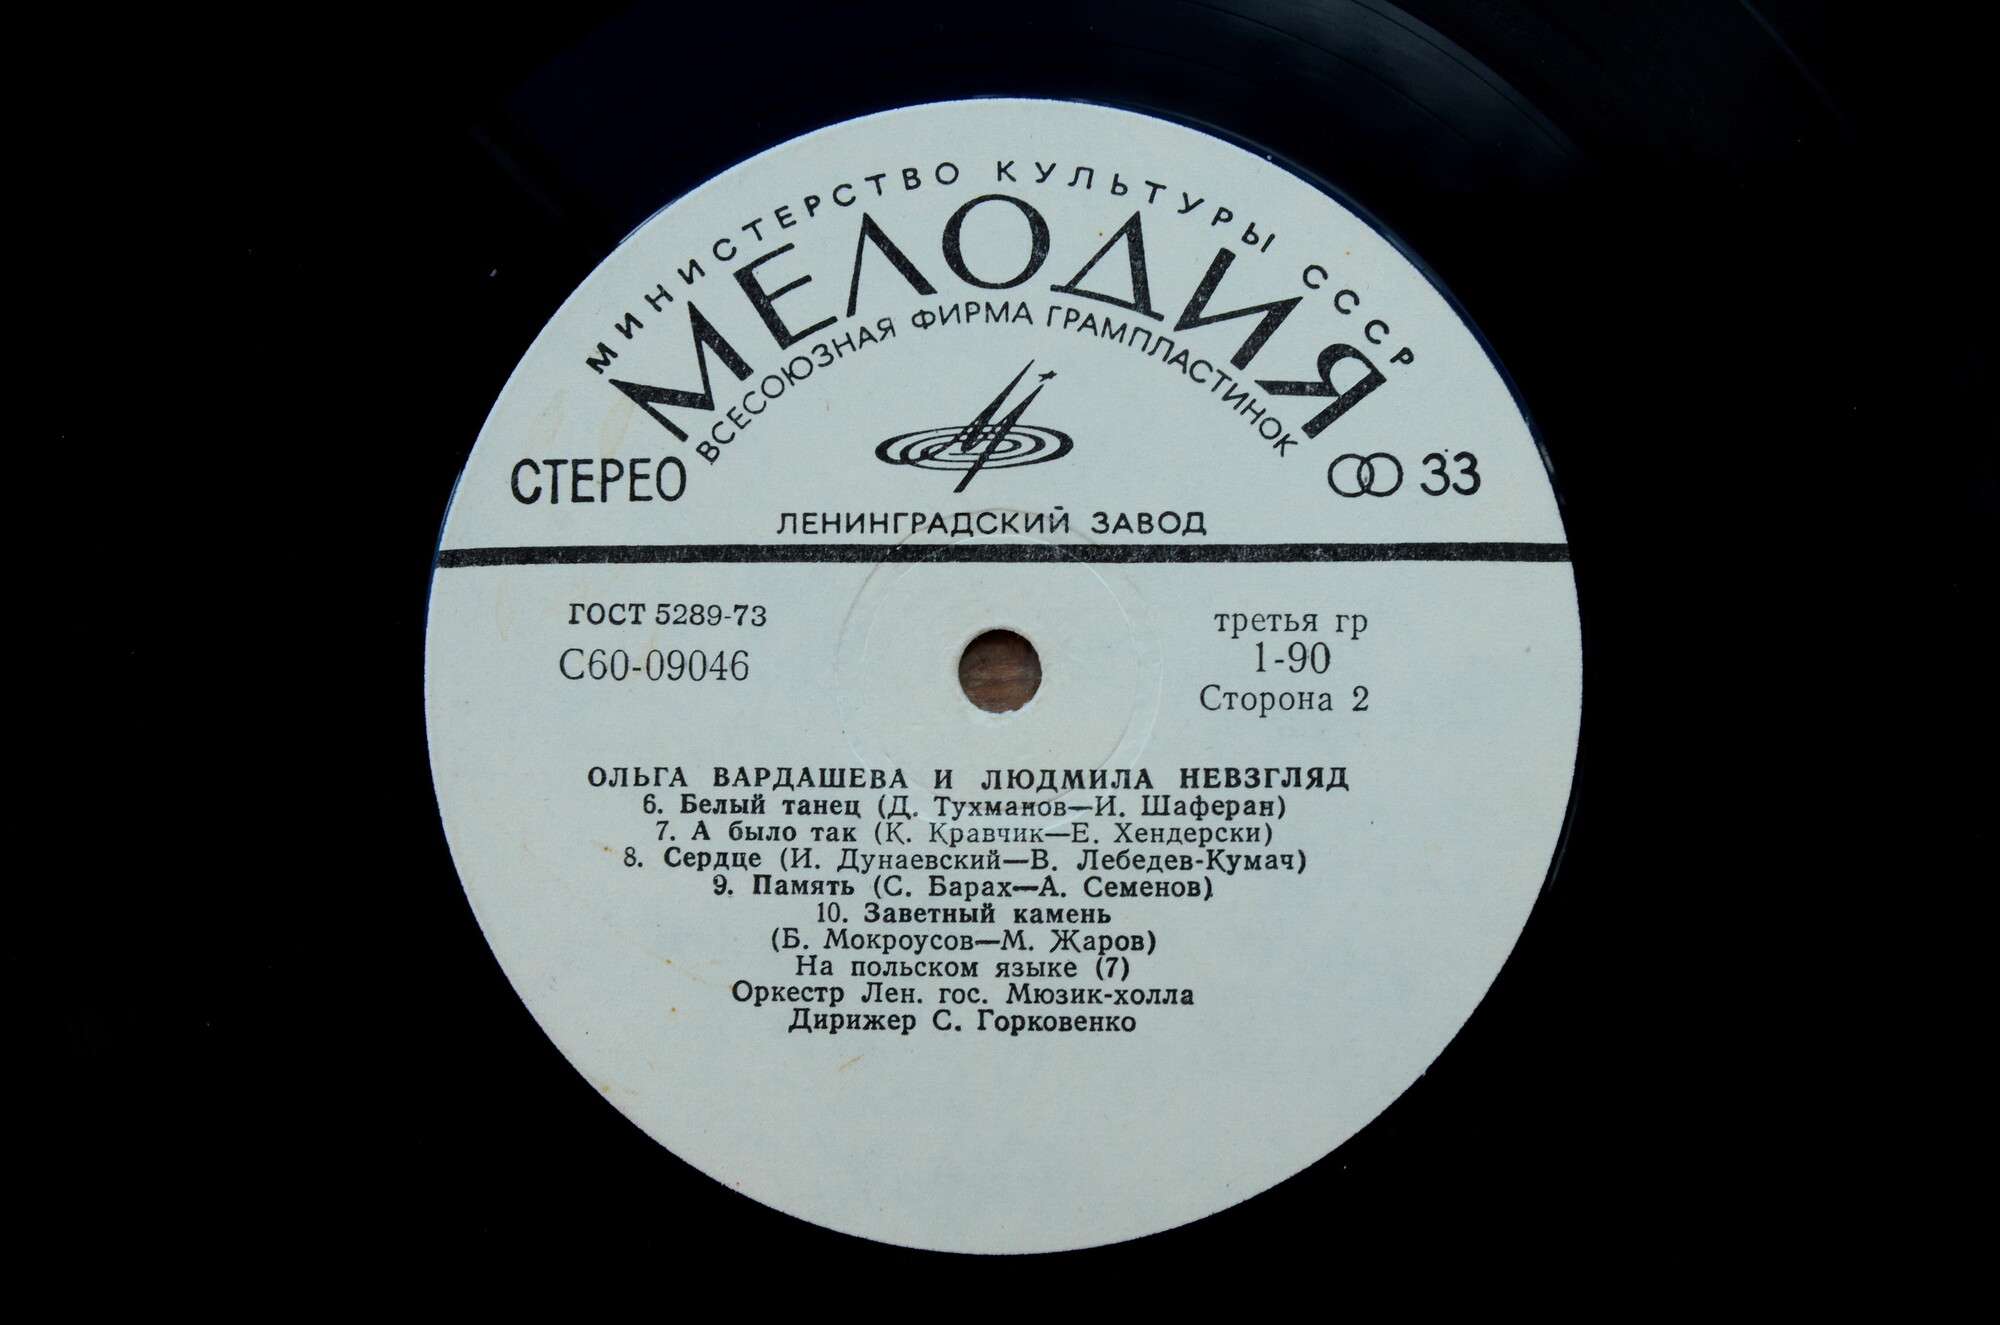 МИНИСТЕРСТВО КУЛЬТУРЫ СССР
МЕЛОДИЯ
ВСЕСОЮЗНАЯ ФИРМА ГРАМПЛАСТИНОК
СТЕРЕО
33
ЛЕНИНГРАДСКИЙ ЗАВОД
ГОСТ 5289-73
С60-09046
третья гр
1-90
Сторона 2
ОЛЬГА ВАРДАШЕВА И ЛЮДМИЛА НЕВЗГЛЯД
6. Белый танец (Д. Тухманов—И. Шаферан)
7. А было так (К. Кравчик—Е. Хендерски)
8. Сердце (И. Дунаевский—В. Лебедев-Кумач)
9. Память (С. Барах—А. Семенов)
10. Заветный камень
(Б. Мокроусов—М. Жаров)
На польском языке (7)
Оркестр Лен. гос. Мюзик-холла
Дирижер С. Горковенко